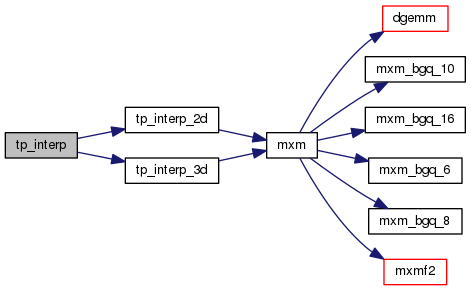 tp_interp
tp_interp_2d
tp_interp_3d
mxm
dgemm
mxm_bgq_10
mxm_bgq_16
mxm_bgq_6
mxm_bgq_8
mxmf2